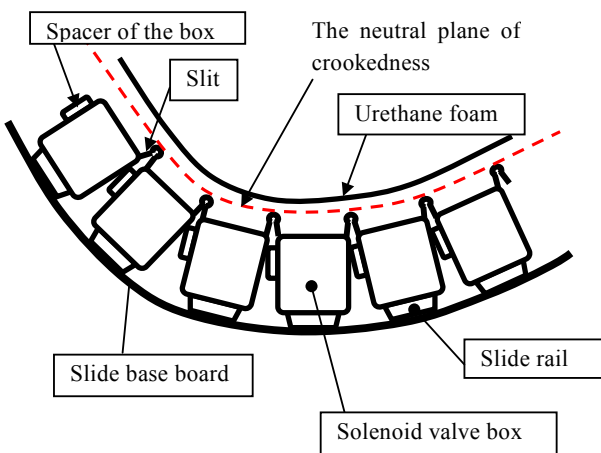 Spacer of the box
Slit
The neutral plane of
crookedness
Urethane foam
Slide base board
Slide rail
Solenoid valve box